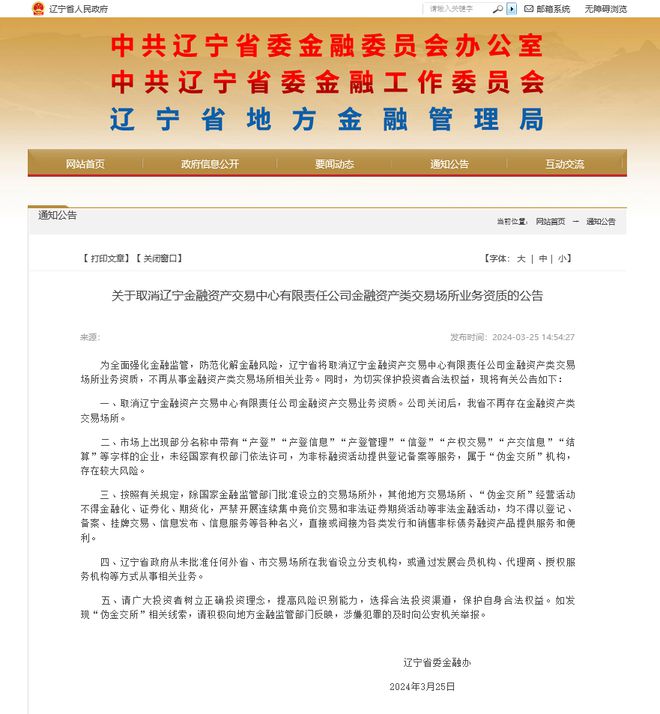 辽宁省人民政府
请输入关键字
邮箱系统
无障碍浏览
中共辽宁省委金融委员会办公室
中共辽宁省委金融工作委员会
辽宁省地方金融管理局
网站首页
政府信息公开
要闻动态
通知公告
互动交流
通知公告
当前位置： 网站首页 → 通知公告
【 打印文章】【 关闭窗口】
【字体： 大 | 中 | 小】
关于取消辽宁金融资产交易中心有限责任公司金融资产类交易场所业务资质的公告
来源：
发布时间：2024-03-25 14:54:27
为全面强化金融监管，防范化解金融风险，辽宁省将取消辽宁金融资产交易中心有限责任公司金融资产类交易
场所业务资质，不再从事金融资产类交易场所相关业务。同时，为切实保护投资者合法权益，现将有关公告如下：
一、取消辽宁金融资产交易中心有限责任公司金融资产交易业务资质。公司关闭后，我省不再存在金融资产类
交易场所。
二、市场上出现部分名称中带有“产登”“产登信息”“产登管理”“信登”“产权交易”“产交信息”“结
算”等字样的企业，未经国家有权部门依法许可，为非标融资活动提供登记备案等服务，属于“伪金交所”机构，
存在较大风险。
三、按照有关规定，除国家金融监管部门批准设立的交易场所外，其他地方交易场所、“伪金交所”经营活动
不得金融化、证券化、期货化，严禁开展连续集中竞价交易和非法证券期货活动等非法金融活动，均不得以登记、
备案、挂牌交易、信息发布、信息服务等各种名义，直接或间接为各类发行和销售非标债务融资产品提供服务和便
利。
四、辽宁省政府从未批准任何外省、市交易场所在我省设立分支机构，或通过发展会员机构、代理商、授权服
务机构等方式从事相关业务。
五、请广大投资者树立正确投资理念，提高风险识别能力，选择合法投资渠道，保护自身合法权益。如发
现“伪金交所”相关线索，请积极向地方金融监管部门反映，涉嫌犯罪的及时向公安机关举报。
辽宁省委金融办
2024年3月25日